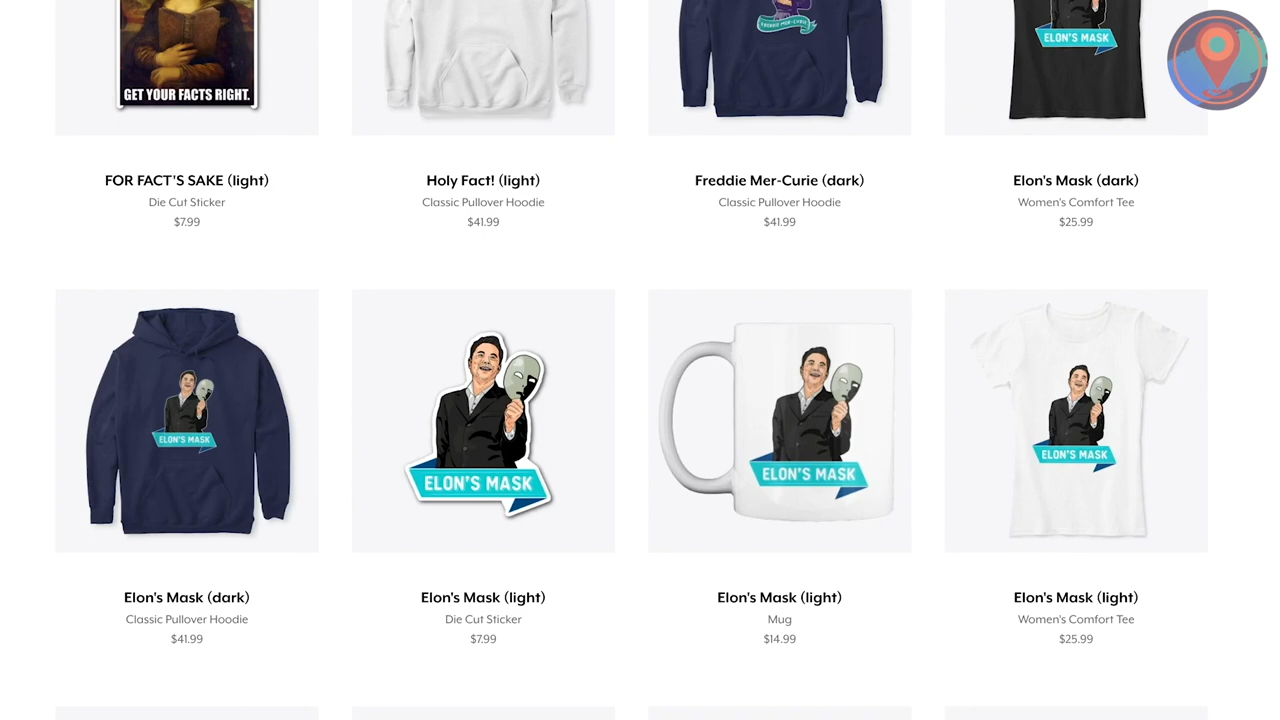 GET YOUR FACTS RIGHT.
FREDDIE MER-CURIE
ELON'S MASK
FOR FACT'S SAKE (light)
Die Cut Sticker
$7.99
Holy Fact! (light)
Classic Pullover Hoodie
$41.99
Freddie Mer-Curie (dark)
Classic Pullover Hoodie
$41.99
Elon's Mask (dark)
Women's Comfort Tee
$25.99
ELON'S MASK
ELON'S MASK
ELON'S MASK
ELON'S MASK
Elon's Mask (dark)
Classic Pullover Hoodie
$41.99
Elon's Mask (light)
Die Cut Sticker
$7.99
Elon's Mask (light)
Mug
$14.99
Elon's Mask (light)
Women's Comfort Tee
$25.99